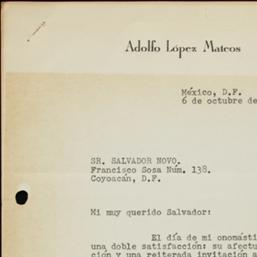 Adolfo López Mateos
México, D.F.
6 de octubre de
SR. SALVADOR NOVO.
Francisco Sosa Núm. 138.
Coyoacán, D.F.
Mi muy querido Salvador:
El día de mi onomást
una doble satisfacción: su afectu
ción y una reiterada invitación a